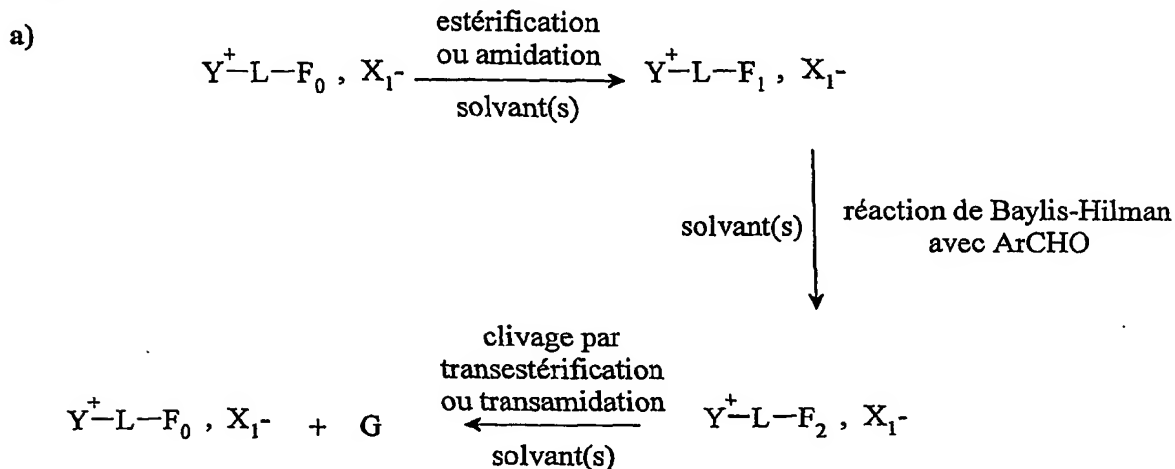 a)
estérification
ou amidation
Y⁺–L–F₀ , X₁- → Y⁺–L–F₁ , X₁-
solvant(s)
solvant(s)
réaction de Baylis-Hilman
avec ArCHO
clivage par
transestérification
ou transamidation
Y⁺–L–F₀ , X₁- + G ← Y⁺–L–F₂ , X₁-
solvant(s)